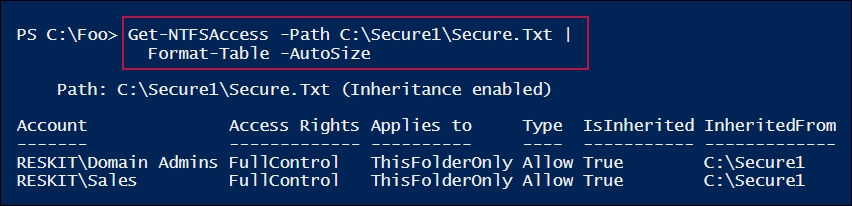 PS C:\Foo> Get-NTFSAccess -Path C:\Secure1\Secure.Txt |
Format-Table -AutoSize
Path: C:\Secure1\Secure.Txt (Inheritance enabled)
Account Access Rights Applies to Type IsInherited InheritedFrom
------- ------------- ---------- ---- ----------- -------------
RESKIT\Domain Admins FullControl ThisFolderOnly Allow True C:\Secure1
RESKIT\Sales FullControl ThisFolderOnly Allow True C:\Secure1